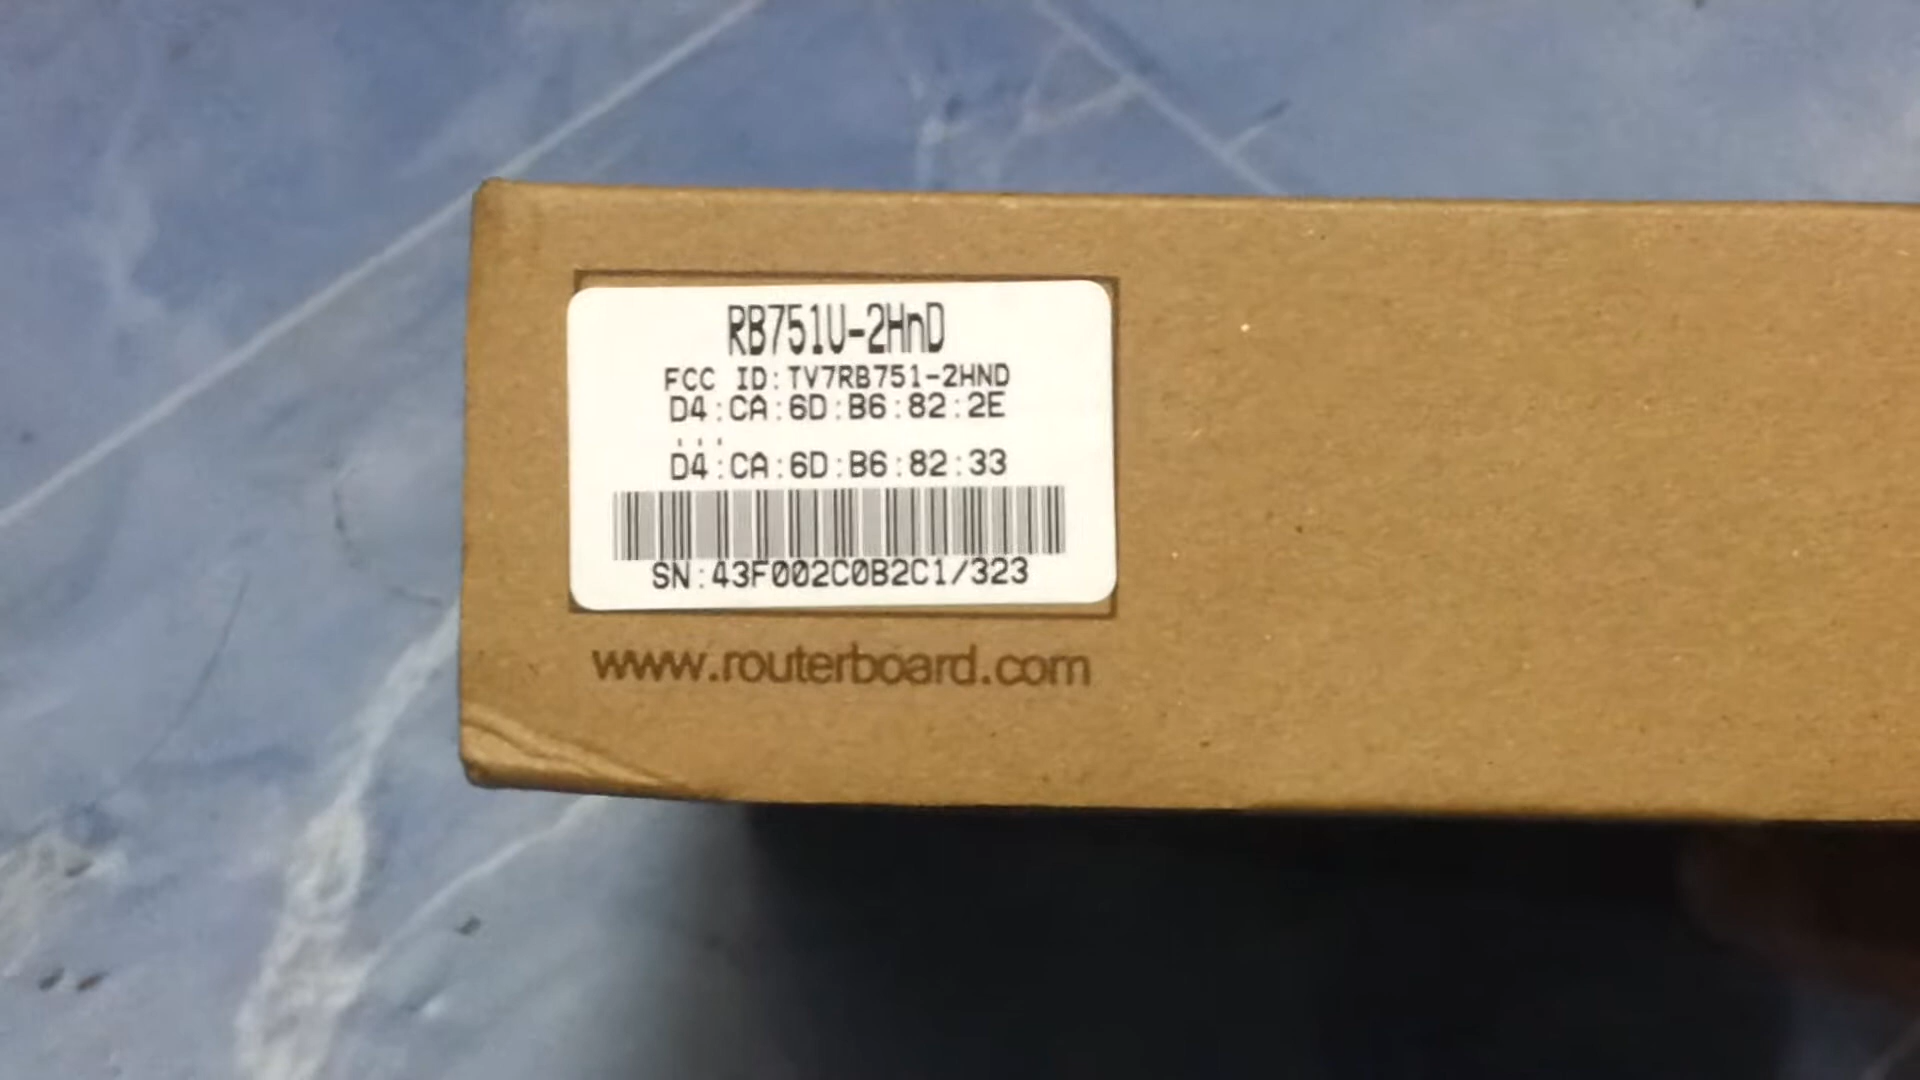 RB751U-2HnD
FCC ID:TV7RB751-2HND
D4:CA:6D:B6:82:2E
...
D4:CA:6D:B6:82:33
SN:43F002C0B2C1/323
www.routerboard.com